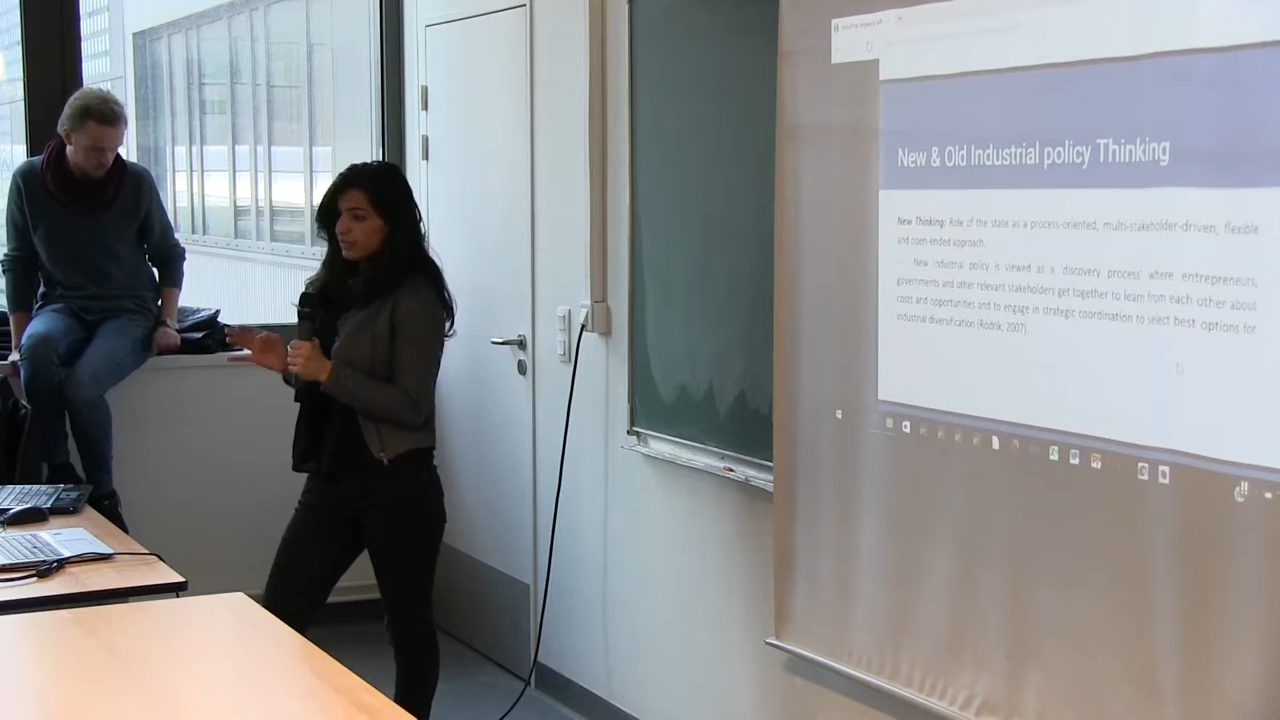 New & Old Industrial policy Thinking
New Thinking: Role of the state as a process-oriented, multi-stakeholder-driven, flexible
and open-ended approach.
New industrial policy is viewed as a 'discovery process' where entrepreneurs,
governments and other relevant stakeholders get together to learn from each other about
costs and opportunities and to engage in strategic coordination to select best options for
industrial diversification (Rodrik, 2007).